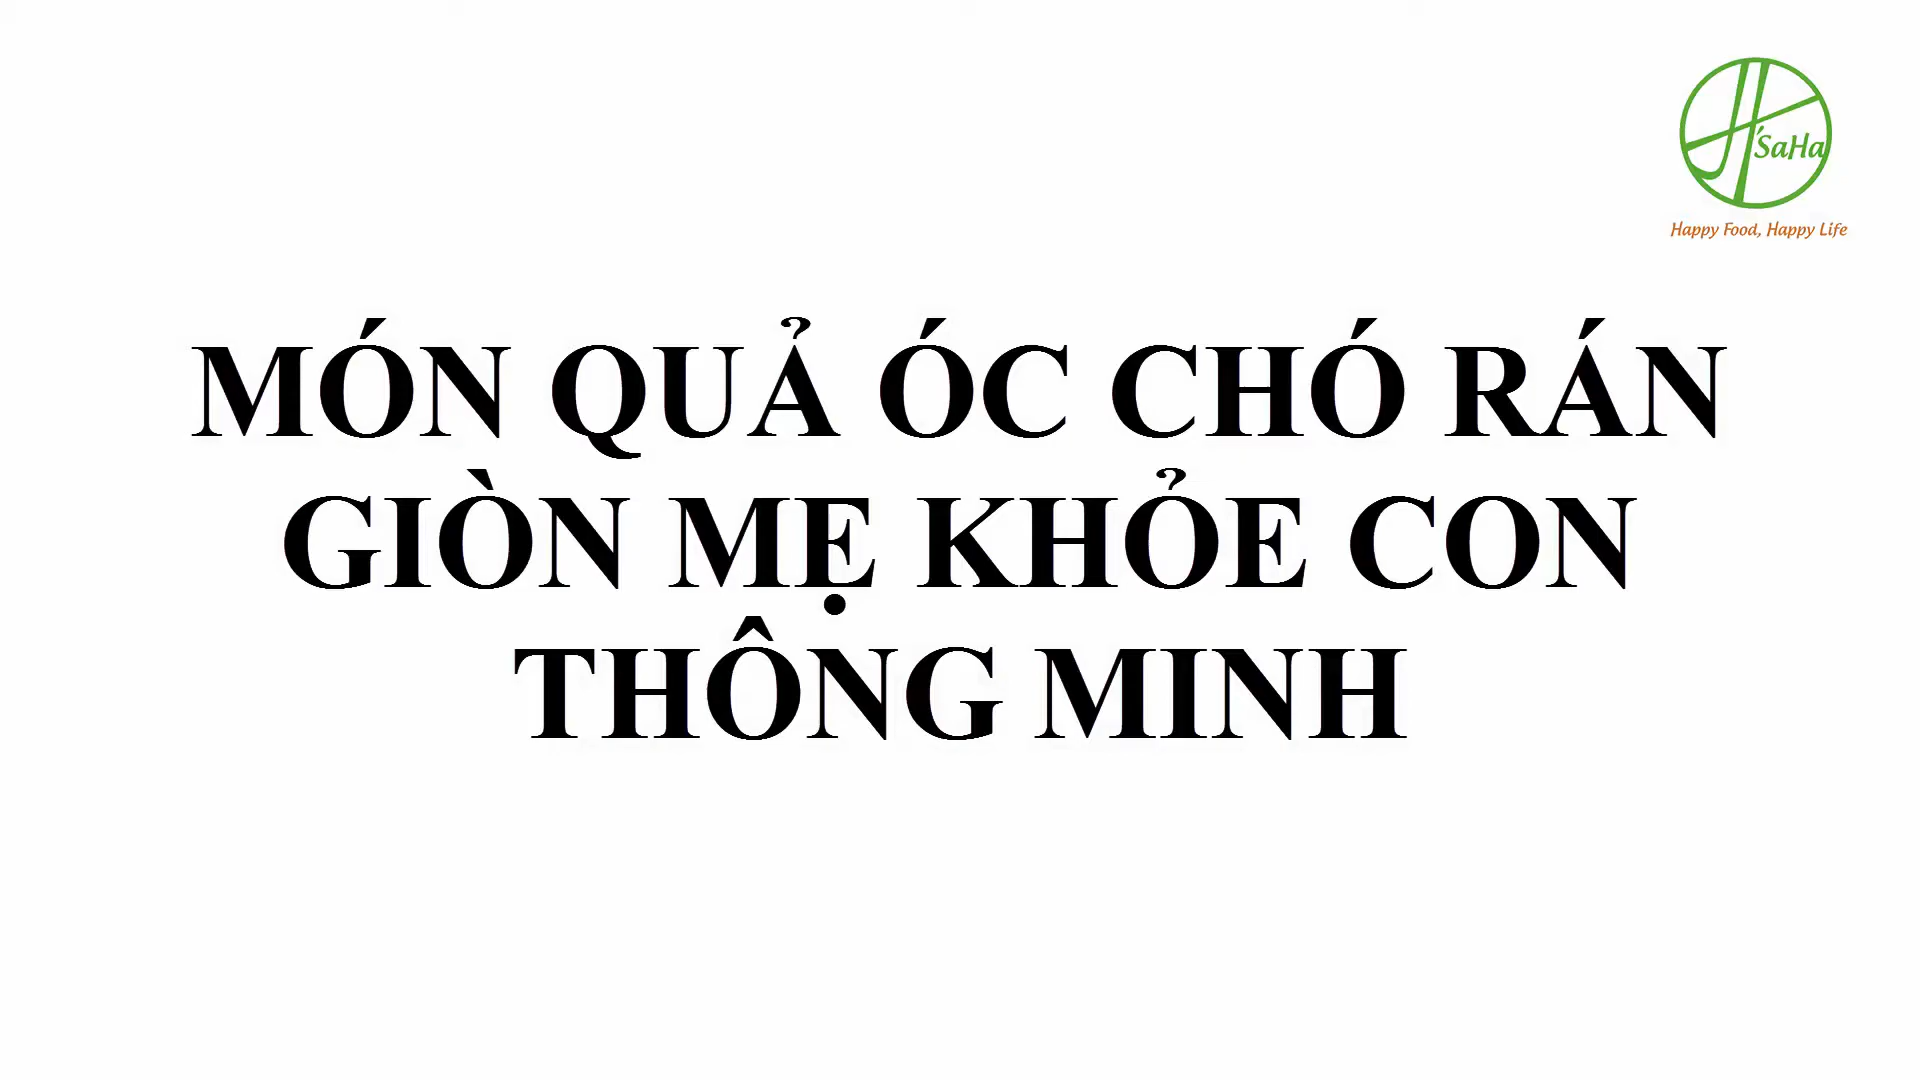 H'SaHa
Happy Food, Happy Life
MÓN QUẢ ÓC CHÓ RÁN
GIÒN MẸ KHỎE CON
THÔNG MINH